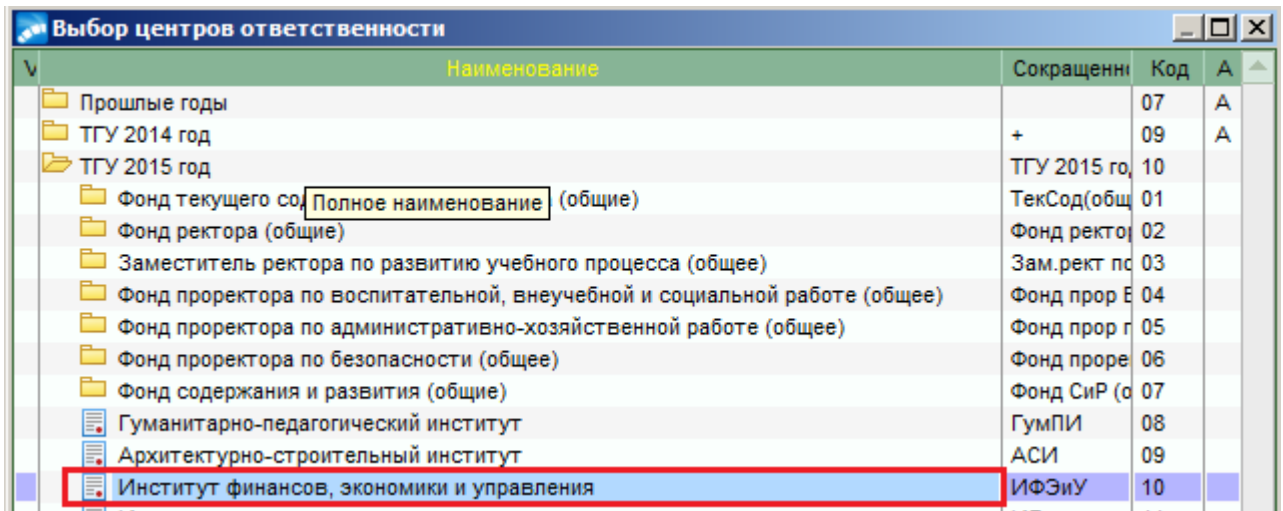 Выбор центров ответственности
V Наименование Сокращенн Код А
Прошлые годы 07 А
ТГУ 2014 год + 09 А
ТГУ 2015 год ТГУ 2015 го, 10
Фонд текущего сод Полное наименование (общие) ТекСод(общ 01
Фонд ректора (общие) Фонд ректор 02
Заместитель ректора по развитию учебного процесса (общее) Зам.рект по 03
Фонд проректора по воспитательной, внеучебной и социальной работе (общее) Фонд прор В 04
Фонд проректора по административно-хозяйственной работе (общее) Фонд прор п 05
Фонд проректора по безопасности (общее) Фонд проре 06
Фонд содержания и развития (общие) Фонд СиР (о 07
Гуманитарно-педагогический институт ГумПИ 08
Архитектурно-строительный институт АСИ 09
Институт финансов, экономики и управления ИФЭиУ 10